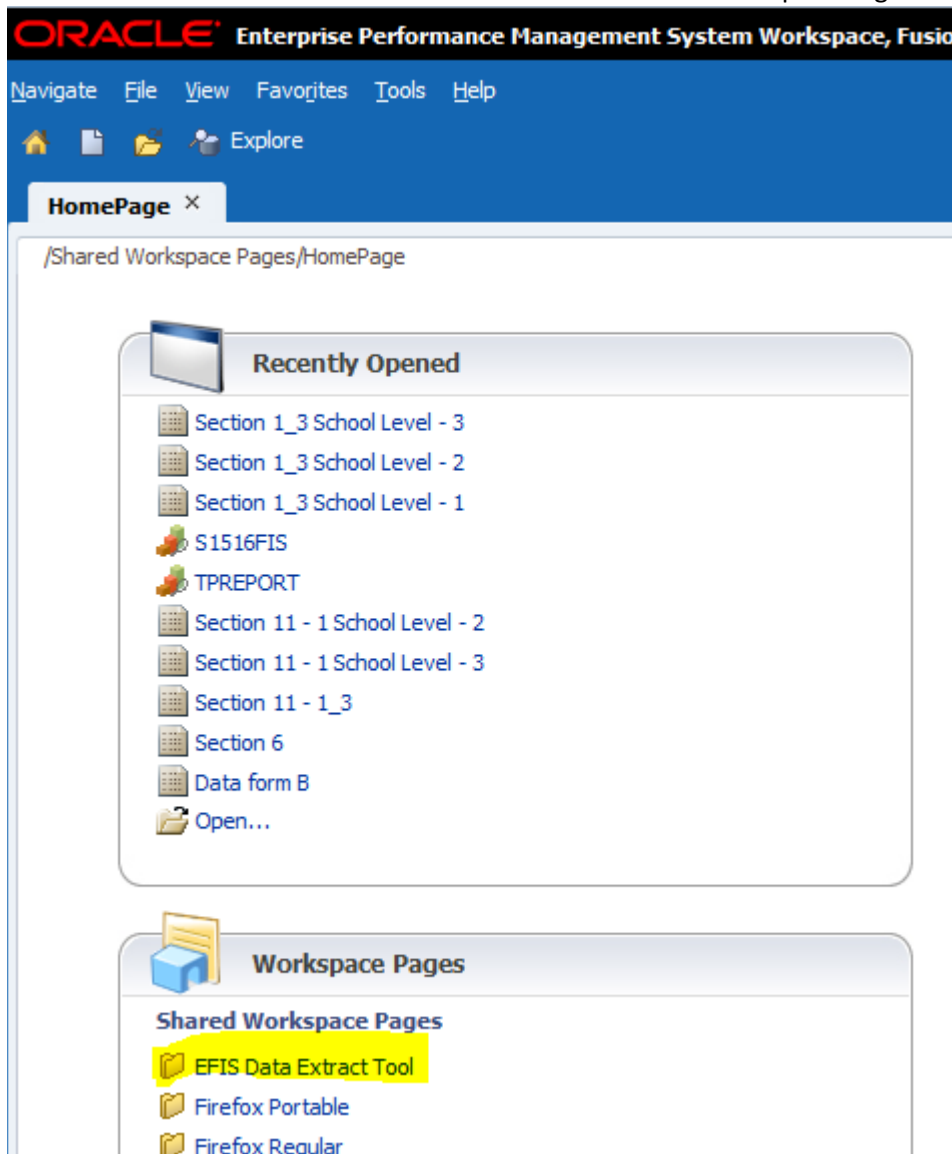 ORACLE Enterprise Performance Management System Workspace, Fusio
Navigate File View Favorites Tools Help
Explore
HomePage ×
/Shared Workspace Pages/HomePage
Recently Opened
Section 1_3 School Level - 3
Section 1_3 School Level - 2
Section 1_3 School Level - 1
S1516FIS
TPREPORT
Section 11 - 1 School Level - 2
Section 11 - 1 School Level - 3
Section 11 - 1_3
Section 6
Data form B
Open...
Workspace Pages
Shared Workspace Pages
EFIS Data Extract Tool
Firefox Portable
Firefox Regular